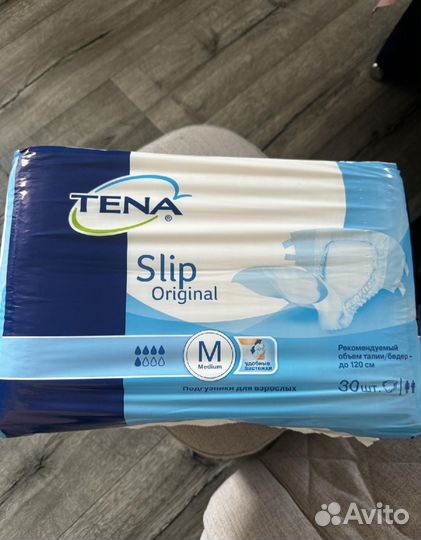 TENA®
Slip
Original
M
Medium
удобные
застежки
Рекомендуемый
объем талии/бедер -
до 120 см
Подгузники для взрослых
30 шт.
Avito